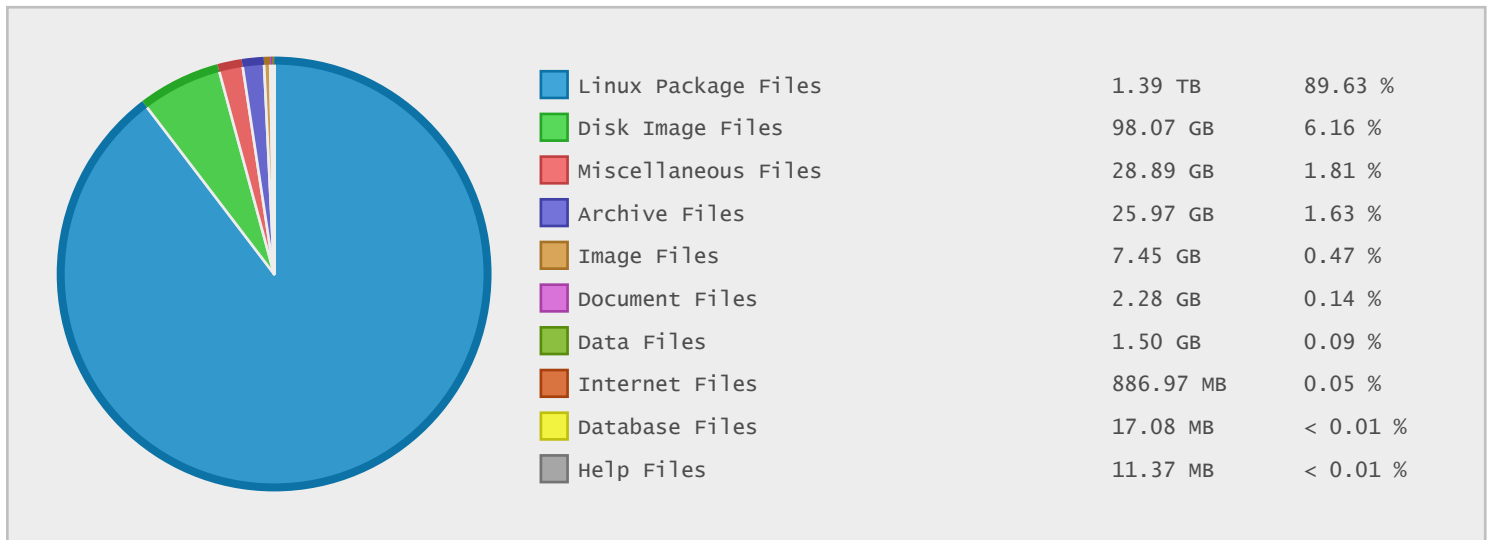 Linux Package Files 1.39 TB 89.63 %
Disk Image Files 98.07 GB 6.16 %
Miscellaneous Files 28.89 GB 1.81 %
Archive Files 25.97 GB 1.63 %
Image Files 7.45 GB 0.47 %
Document Files 2.28 GB 0.14 %
Data Files 1.50 GB 0.09 %
Internet Files 886.97 MB 0.05 %
Database Files 17.08 MB < 0.01 %
Help Files 11.37 MB < 0.01 %